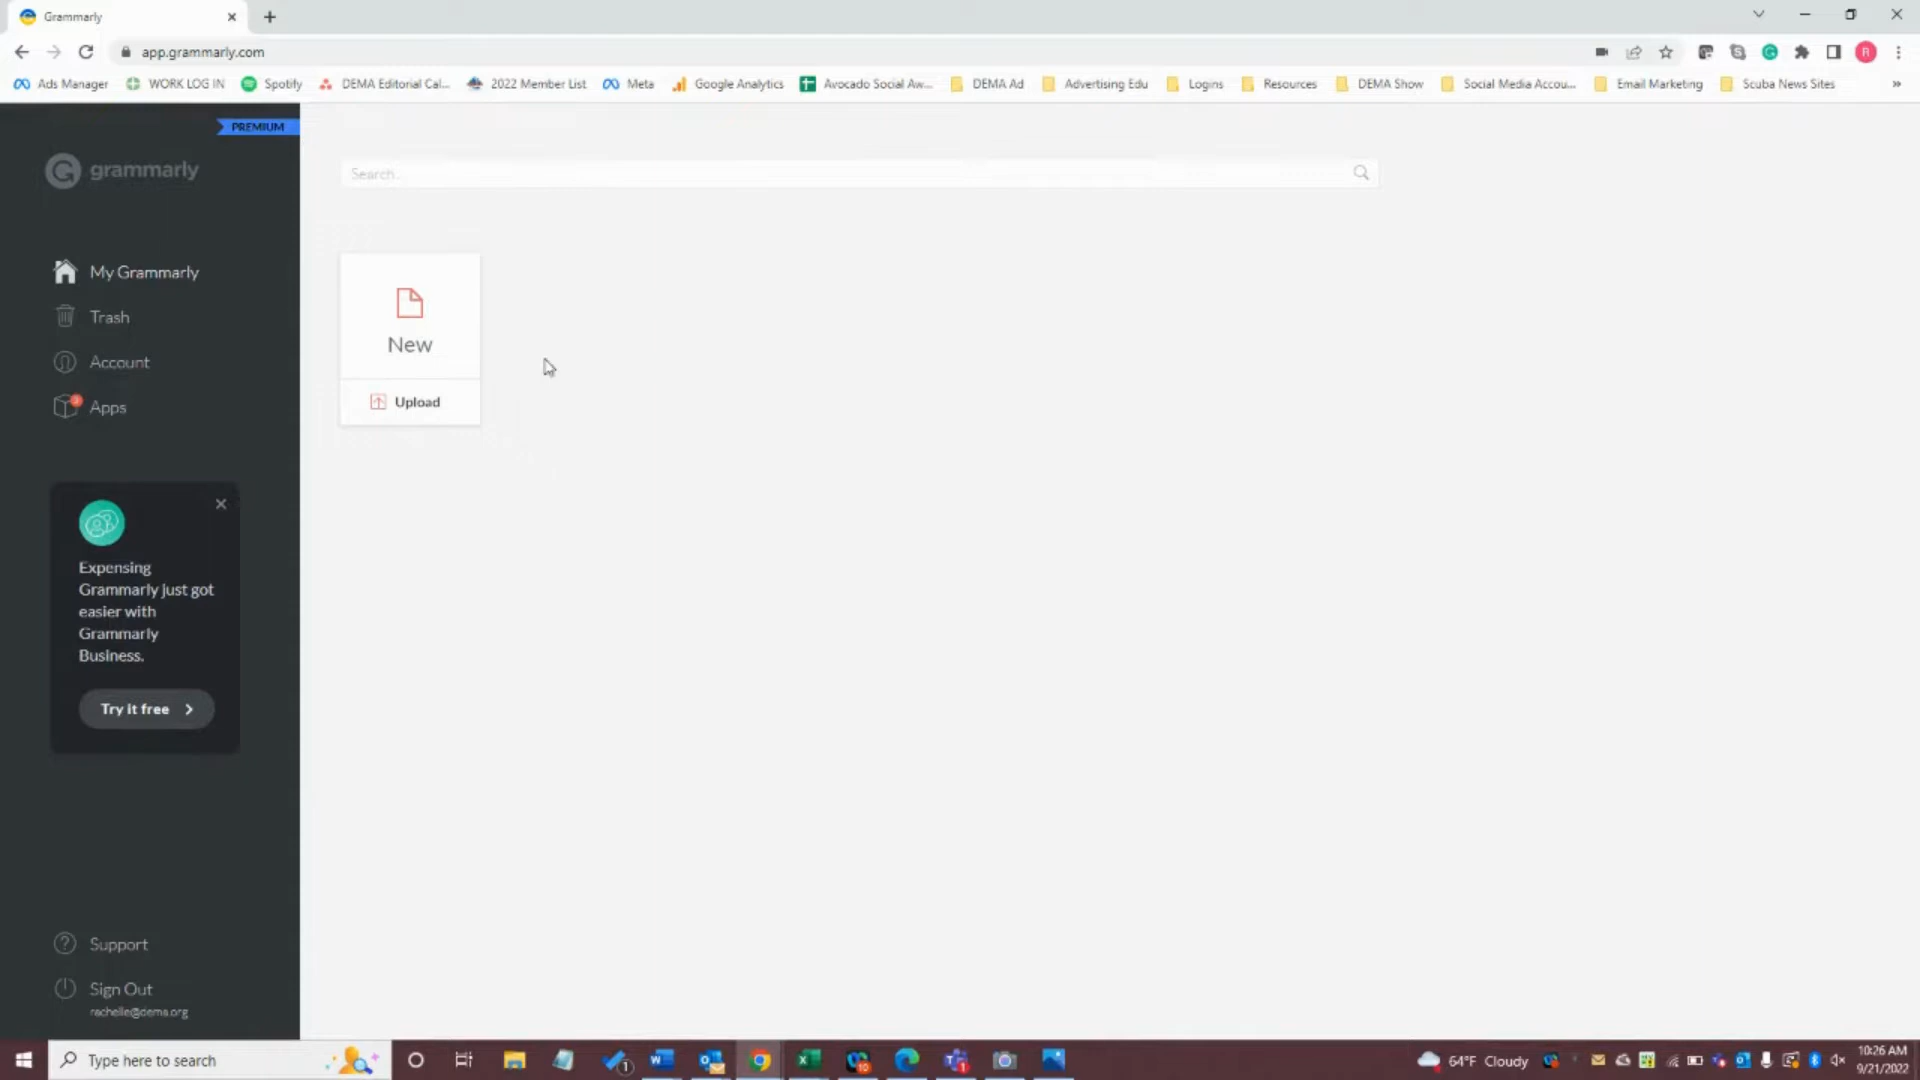 Grammarly
app.grammarly.com
Ads Manager WORK LOG IN Spotify DEMA Editorial Cal... 2022 Member List Meta Google Analytics Avocado Social Aw... DEMA Ad Advertising Edu Logins Resources DEMA Show Social Media Accou... Email Marketing Scuba News Sites »
PREMIUM
grammarly
Search...
My Grammarly
Trash
Account
Apps
New
Upload
Expensing
Grammarly just got
easier with
Grammarly
Business.
Try it free
Support
Sign Out
rachelle@dema.org
Type here to search
64°F Cloudy
10:26 AM
9/21/2022